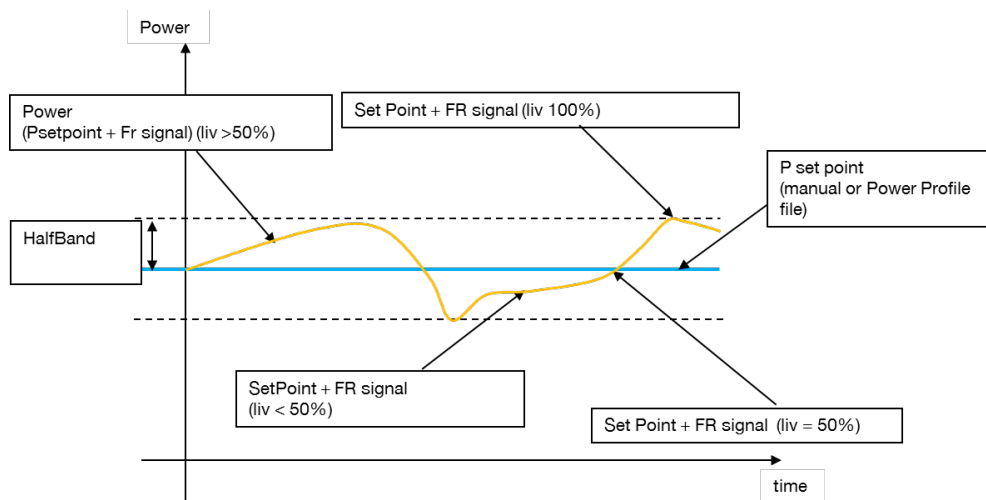 Power
Power
(Psetpoint + Fr signal) (liv >50%)
Set Point + FR signal (liv 100%)
P set point
(manual or Power Profile
file)
HalfBand
SetPoint + FR signal
(liv < 50%)
Set Point + FR signal (liv = 50%)
time